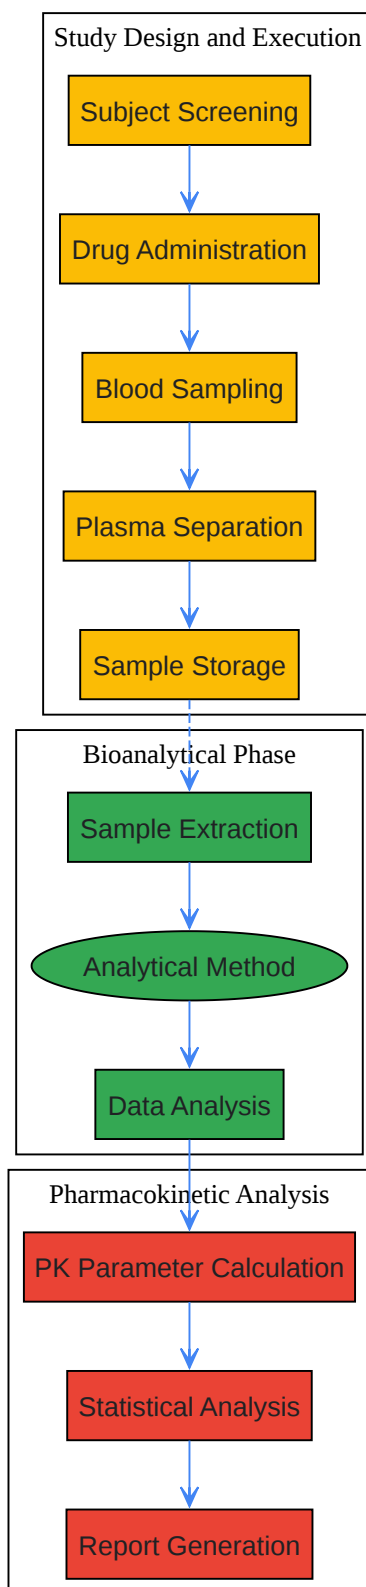 Study Design and Execution
Subject Screening
Drug Administration
Blood Sampling
Plasma Separation
Sample Storage
Bioanalytical Phase
Sample Extraction
Analytical Method
Data Analysis
Pharmacokinetic Analysis
PK Parameter Calculation
Statistical Analysis
Report Generation